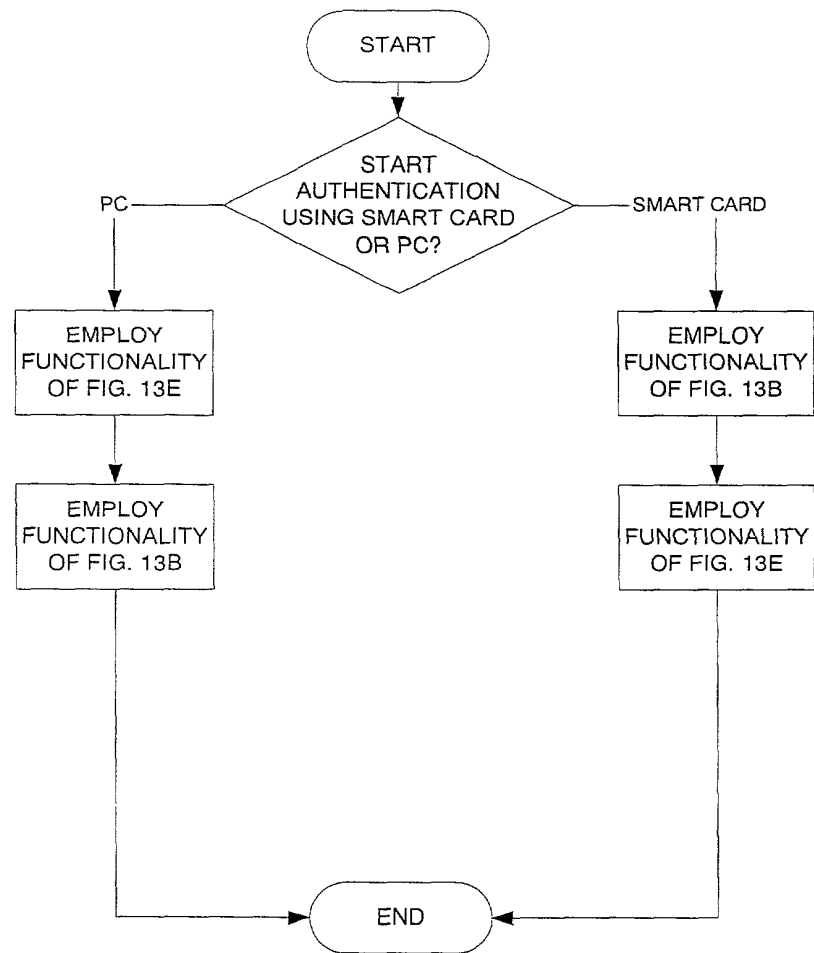 START
START
AUTHENTICATION
USING SMART CARD
OR PC?
PC
SMART CARD
EMPLOY
FUNCTIONALITY
OF FIG. 13E
EMPLOY
FUNCTIONALITY
OF FIG. 13B
EMPLOY
FUNCTIONALITY
OF FIG. 13B
EMPLOY
FUNCTIONALITY
OF FIG. 13E
END